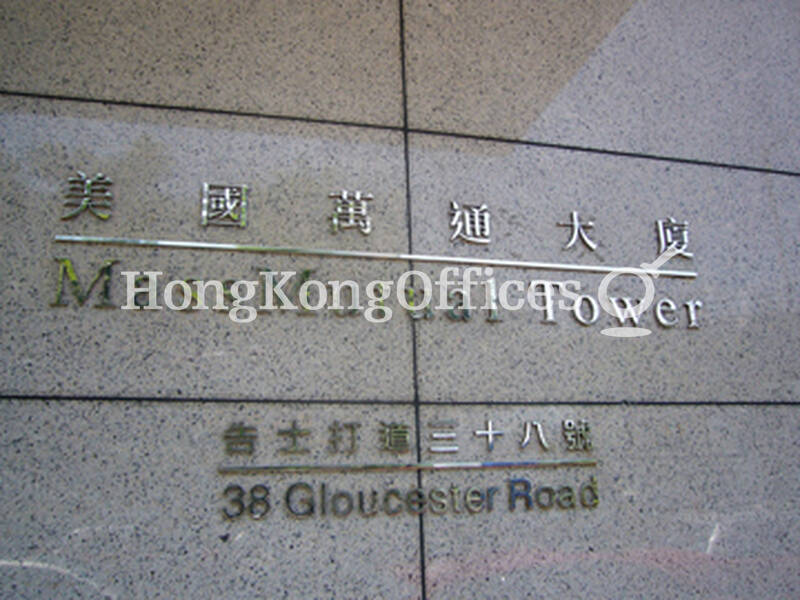 美國萬通大廈
MassMutual Tower
HongKongOffices
告士打道三十八號
38 Gloucester Road